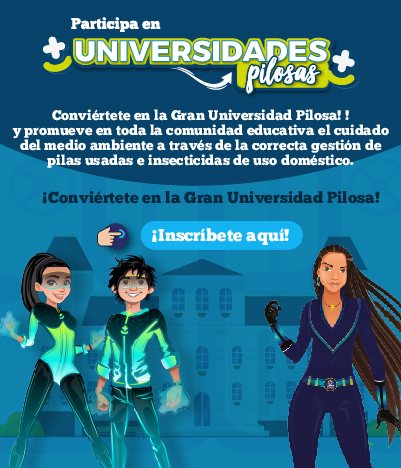 Participa en
UNIVERSIDADES
pilosas
Conviértete en la Gran Universidad Pilosa! !
y promueve en toda la comunidad educativa el cuidado
del medio ambiente a través de la correcta gestión de
pilas usadas e insecticidas de uso doméstico.
¡Conviértete en la Gran Universidad Pilosa!
¡Inscríbete aquí!